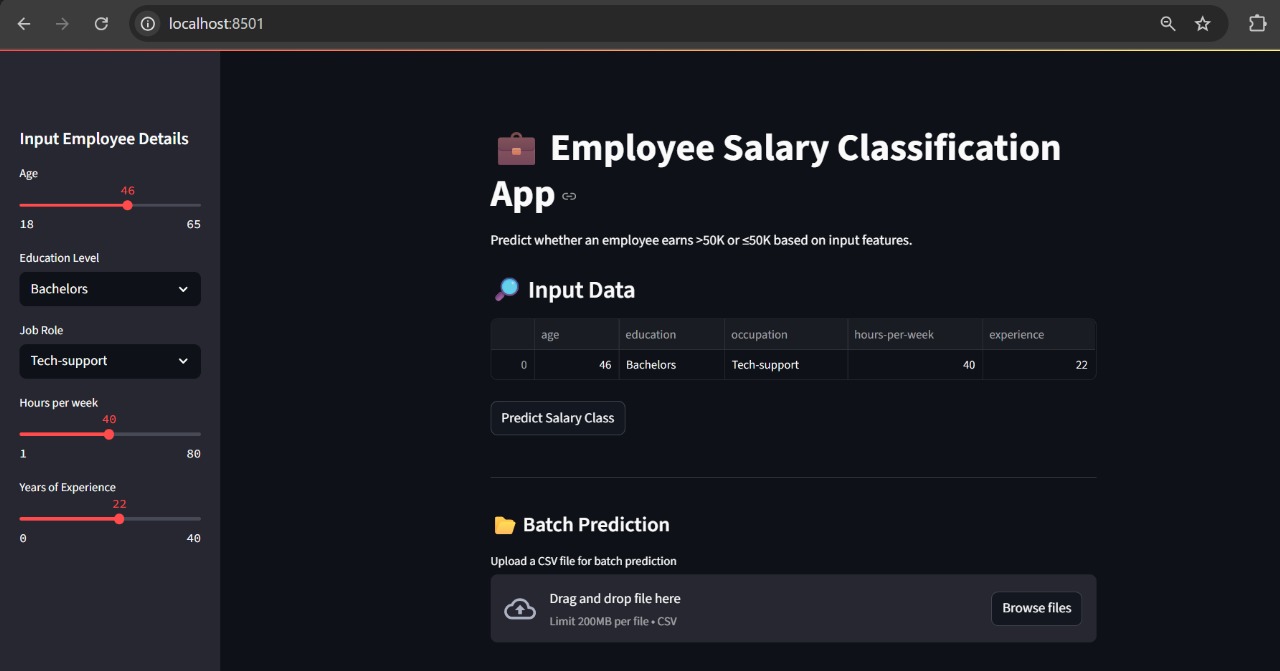 localhost:8501
Input Employee Details
Age
46
18 65
Education Level
Bachelors
Job Role
Tech-support
Hours per week
40
1 80
Years of Experience
22
0 40
Employee Salary Classification
App
Predict whether an employee earns >50K or ≤50K based on input features.
Input Data
age education occupation hours-per-week experience
0 46 Bachelors Tech-support 40 22
Predict Salary Class
Batch Prediction
Upload a CSV file for batch prediction
Drag and drop file here
Limit 200MB per file • CSV
Browse files